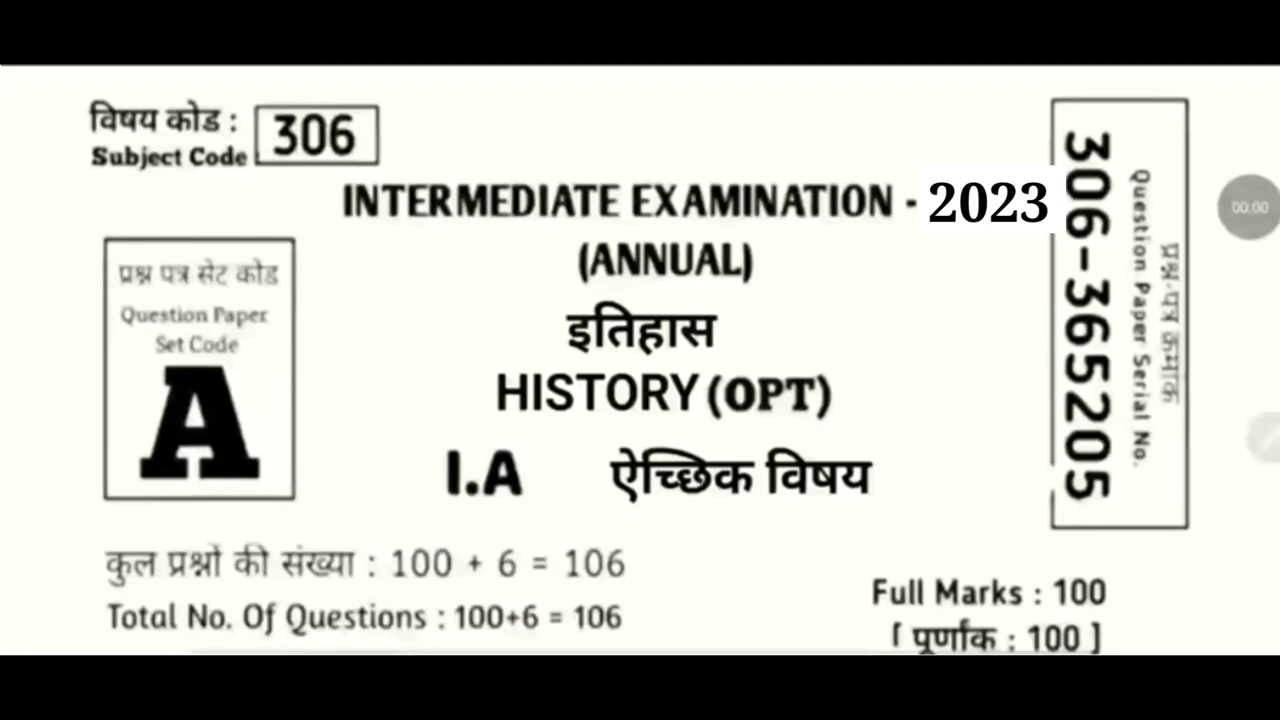 विषय कोड :
Subject Code
306
INTERMEDIATE EXAMINATION - 2023
(ANNUAL)
इतिहास
HISTORY (OPT)
I.A ऐच्छिक विषय
प्रश्न पत्र सेट कोड
Question Paper
Set Code
A
306-365205
Question Paper Serial No.
प्रश्न-पत्र क्रमांक
00:00
कुल प्रश्नों की संख्या : 100 + 6 = 106
Total No. Of Questions : 100+6 = 106
Full Marks : 100
[ पूर्णांक : 100 ]